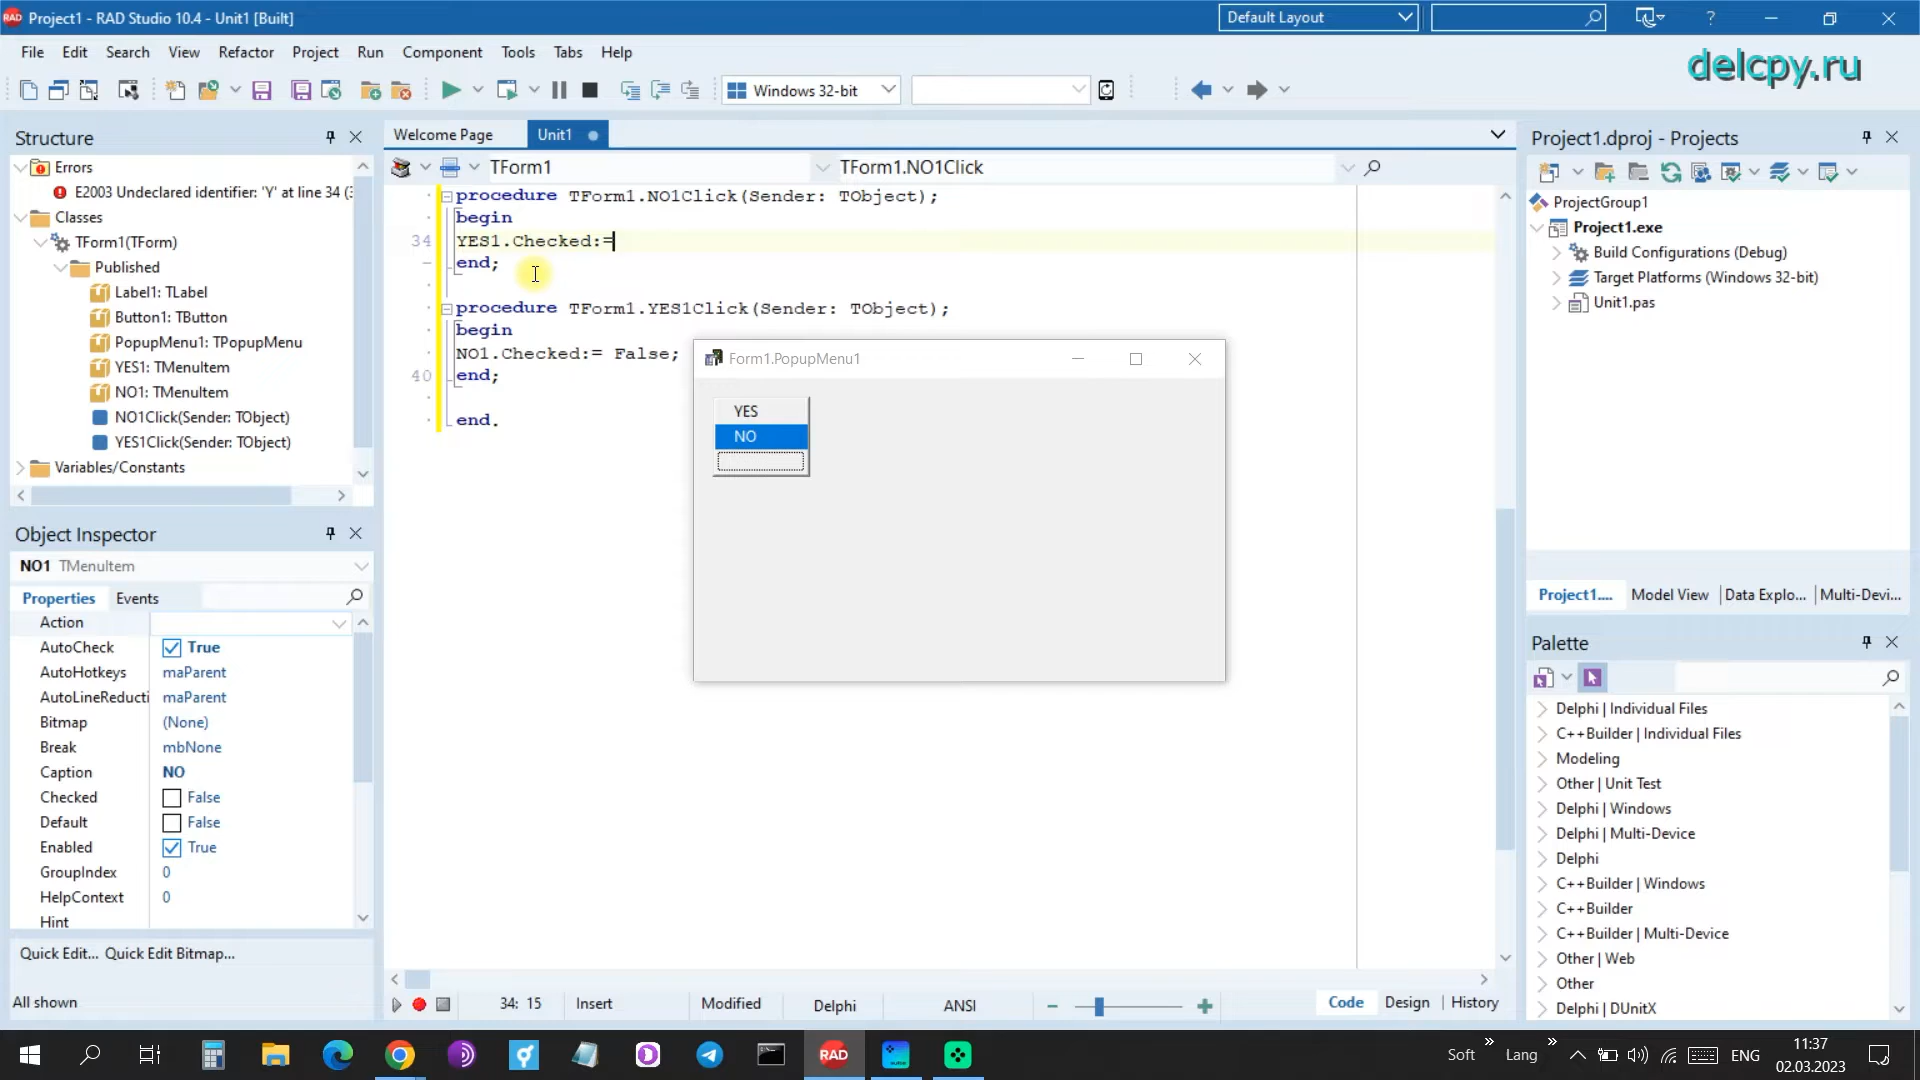 Project1 - RAD Studio 10.4 - Unit1 [Built]
Default Layout
File Edit Search View Refactor Project Run Component Tools Tabs Help
delcpy.ru
Windows 32-bit
Structure
Errors
E2003 Undeclared identifier: 'Y' at line 34 (3
Classes
TForm1(TForm)
Published
Label1: TLabel
Button1: TButton
PopupMenu1: TPopupMenu
YES1: TMenuItem
NO1: TMenuItem
NO1Click(Sender: TObject)
YES1Click(Sender: TObject)
Variables/Constants
Object Inspector
NO1 TMenuItem
Properties Events
Action
AutoCheck True
AutoHotkeys maParent
AutoLineReducti maParent
Bitmap (None)
Break mbNone
Caption NO
Checked False
Default False
Enabled True
GroupIndex 0
HelpContext 0
Hint
Quick Edit... Quick Edit Bitmap...
All shown
Welcome Page Unit1
TForm1 TForm1.NO1Click
procedure TForm1.NO1Click(Sender: TObject);
begin
34 YES1.Checked:=
end;
procedure TForm1.YES1Click(Sender: TObject);
begin
NO1.Checked:= False;
40 end;
end.
Form1.PopupMenu1
YES
NO
34: 15 Insert Modified Delphi ANSI Code Design History
Project1.dproj - Projects
ProjectGroup1
Project1.exe
Build Configurations (Debug)
Target Platforms (Windows 32-bit)
Unit1.pas
Project1.... Model View Data Explo... Multi-Devi...
Palette
Delphi | Individual Files
C++Builder | Individual Files
Modeling
Other | Unit Test
Delphi | Windows
Delphi | Multi-Device
Delphi
C++Builder | Windows
C++Builder
C++Builder | Multi-Device
Other | Web
Other
Delphi | DUnitX
RAD
Soft » Lang » ENG
11:37
02.03.2023